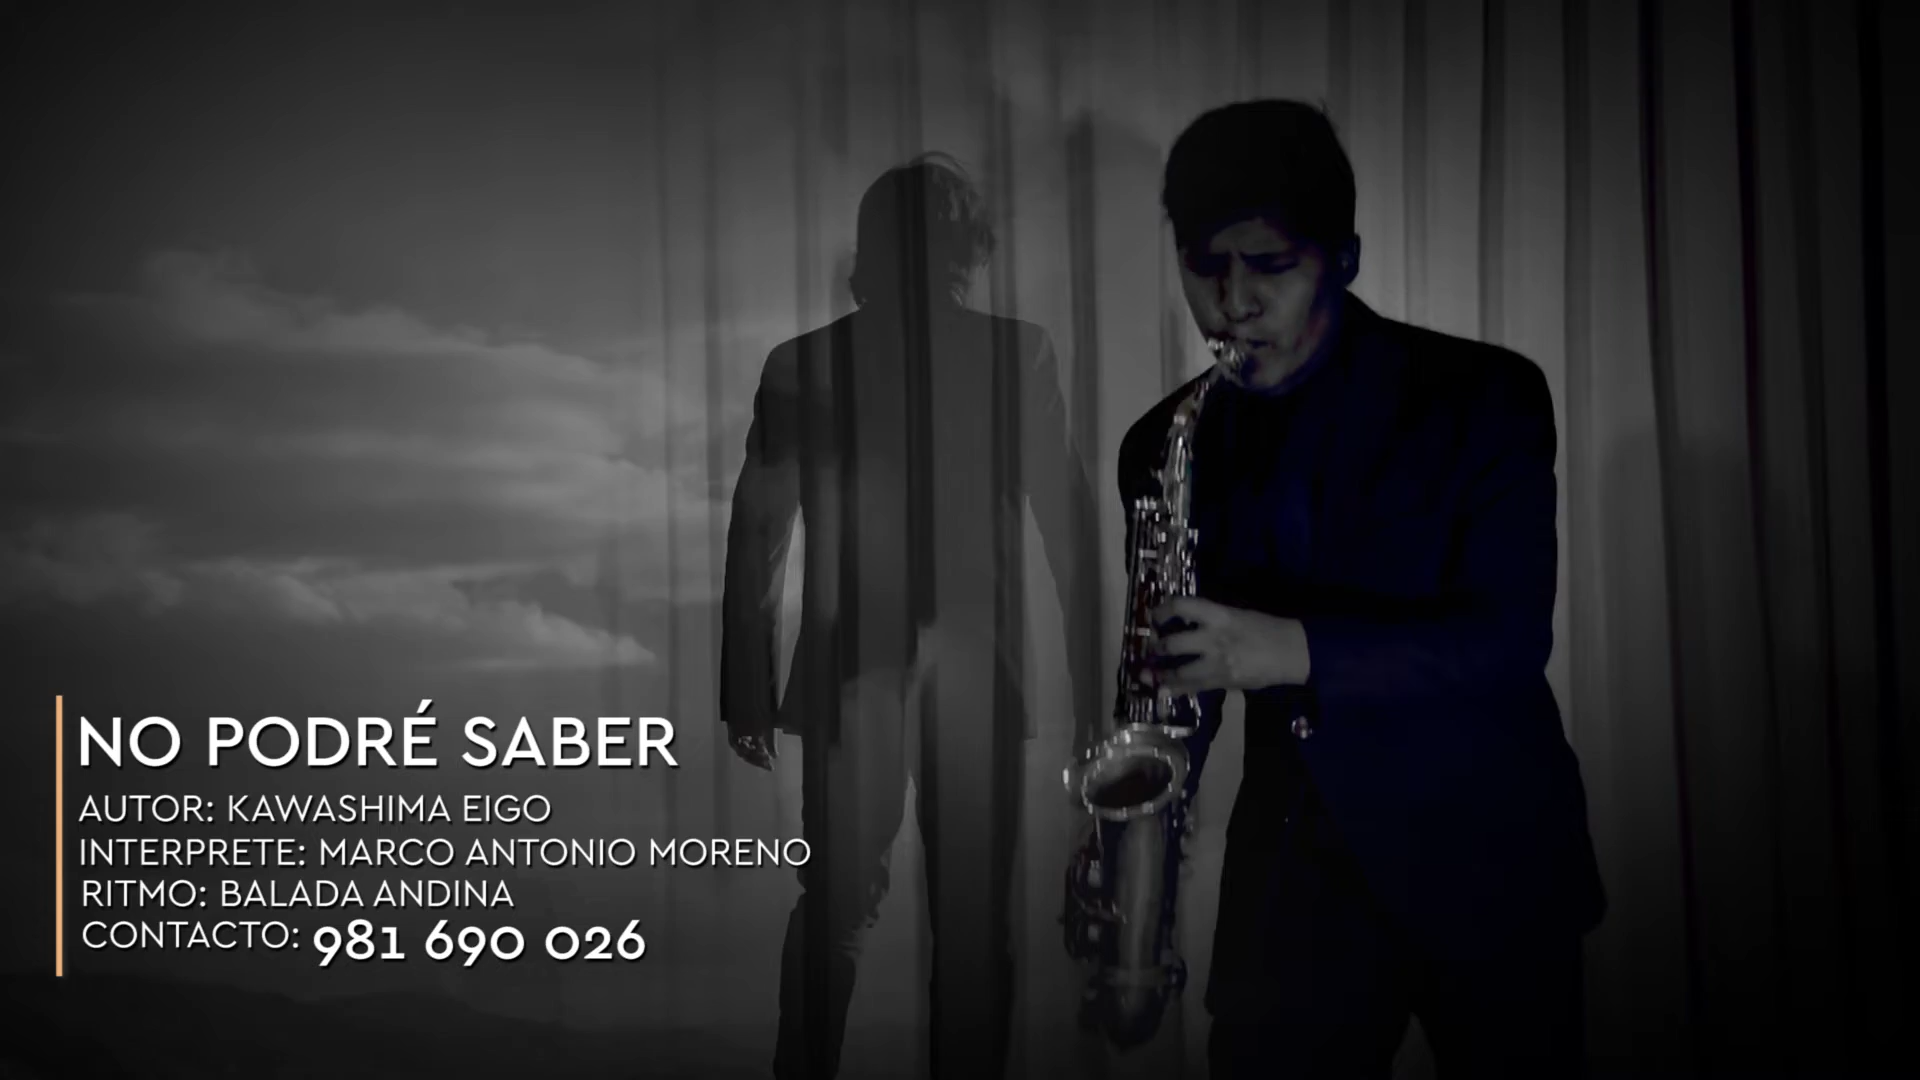 NO PODRÉ SABER
AUTOR: KAWASHIMA EIGO
INTERPRETE: MARCO ANTONIO MORENO
RITMO: BALADA ANDINA
CONTACTO: 981 690 026